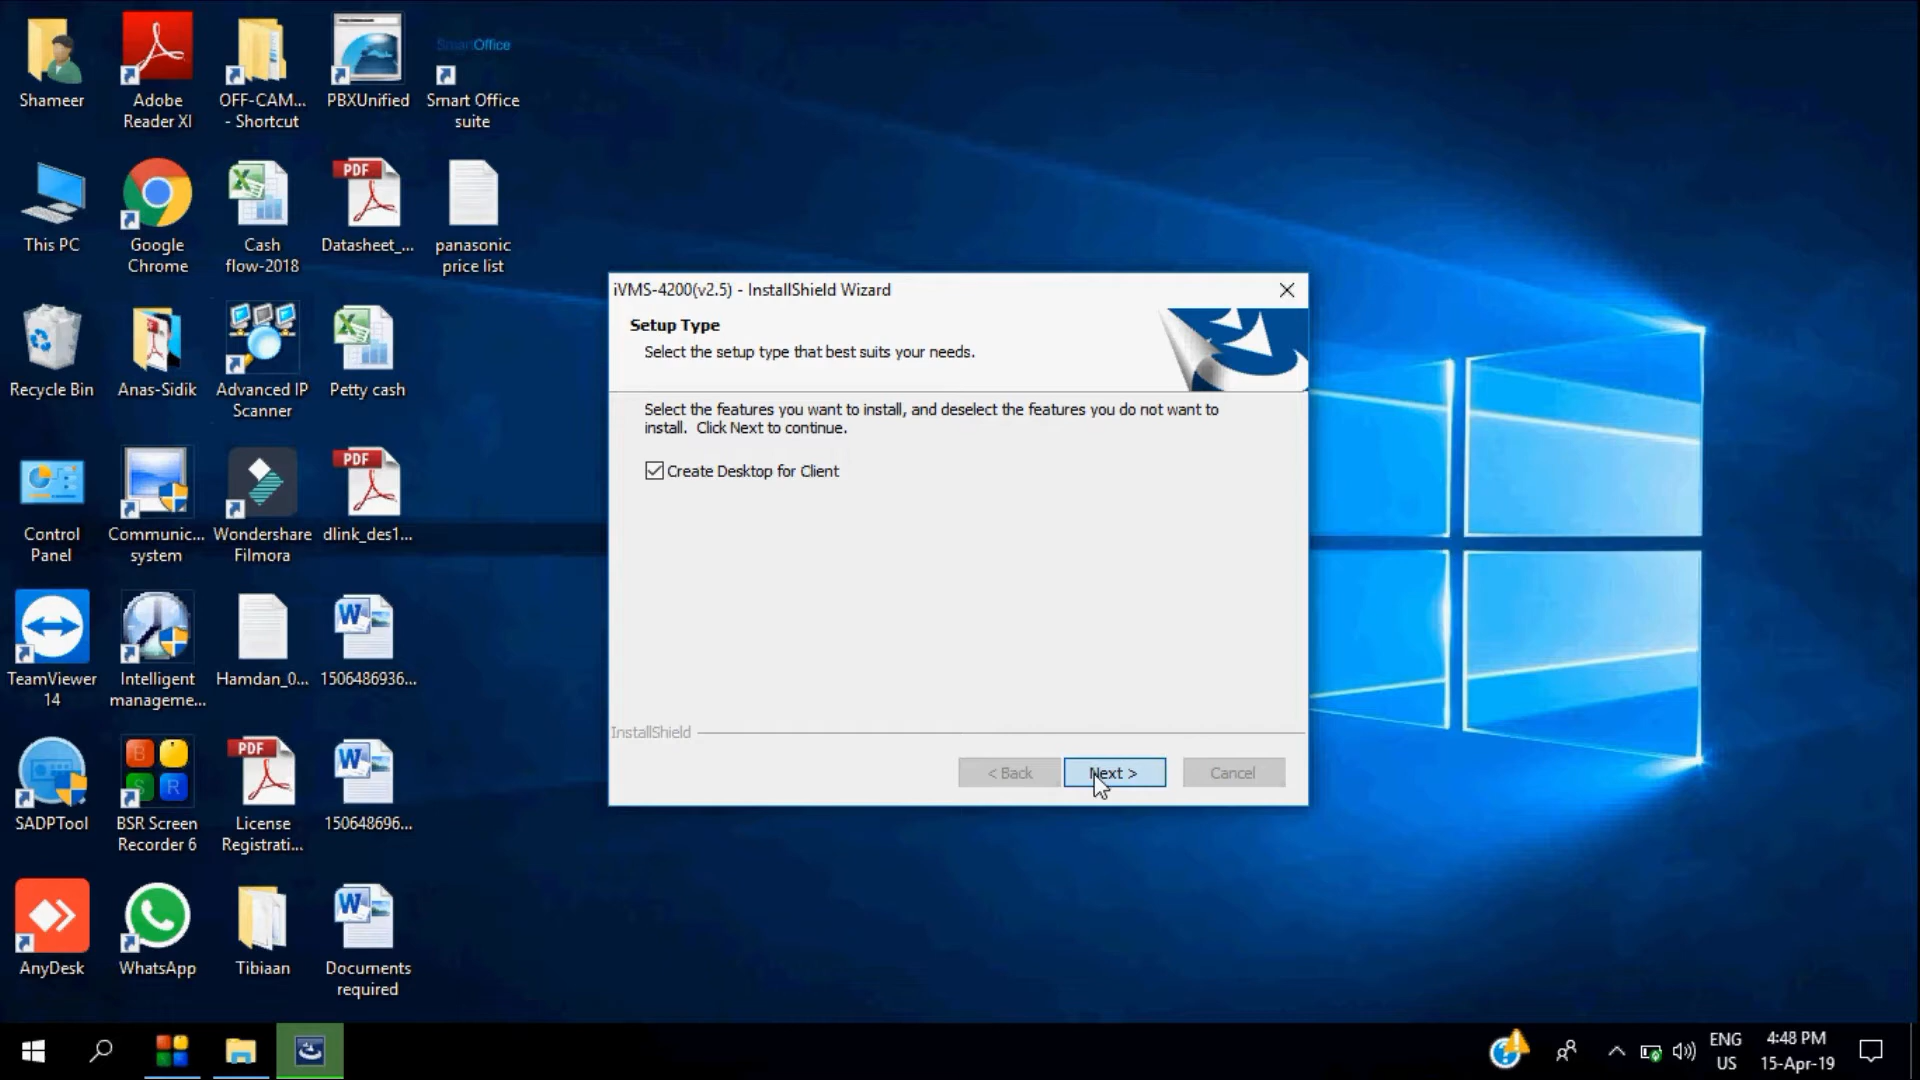 SmartOffice
Shameer
Adobe
Reader XI
OFF-CAM...
- Shortcut
PBXUnified
Smart Office
suite
PDF
This PC
Google
Chrome
Cash
flow-2018
Datasheet_...
panasonic
price list
Recycle Bin
Anas-Sidik
Advanced IP
Scanner
Petty cash
PDF
Control
Panel
Communic...
system
Wondershare
Filmora
dlink_des1...
TeamViewer
14
Intelligent
manageme...
Hamdan_0...
1506486936...
PDF
SADPTool
BSR Screen
Recorder 6
License
Registrati...
150648696...
AnyDesk
WhatsApp
Tibiaan
Documents
required
iVMS-4200(v2.5) - InstallShield Wizard
Setup Type
Select the setup type that best suits your needs.
Select the features you want to install, and deselect the features you do not want to
install. Click Next to continue.
Create Desktop for Client
InstallShield
< Back
Next >
Cancel
ENG
US
4:48 PM
15-Apr-19